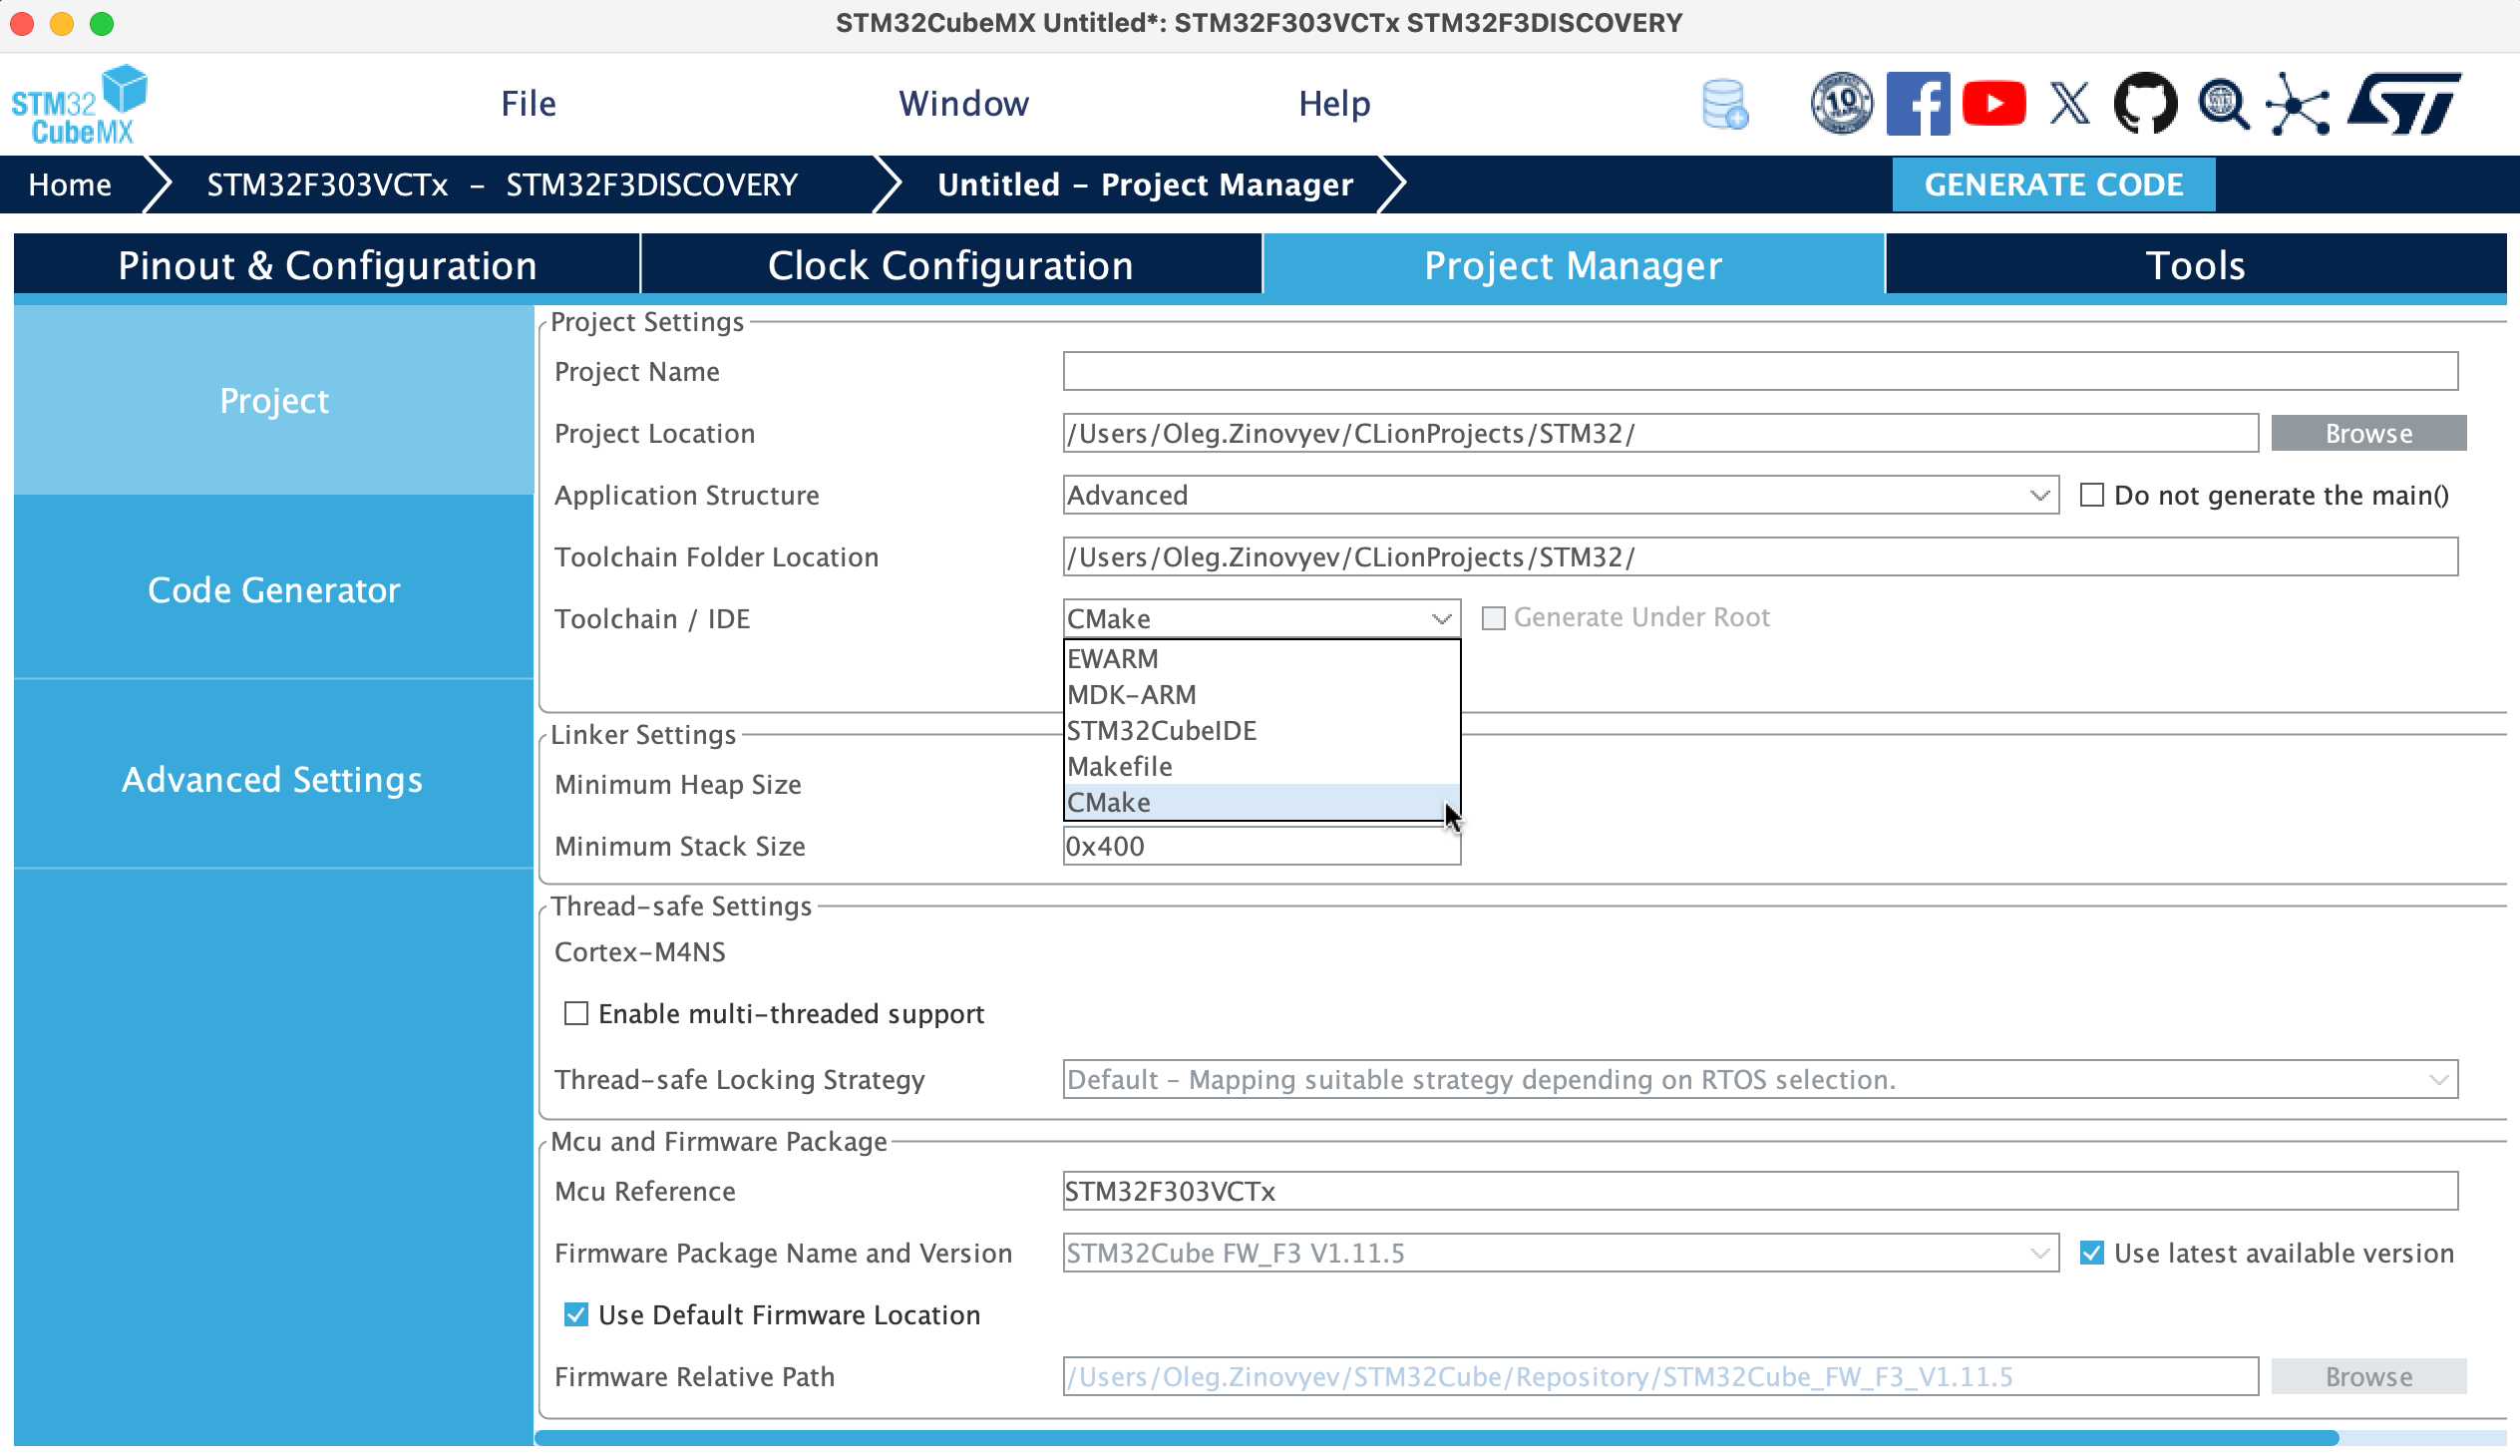 STM32CubeMX Untitled*: STM32F303VCTx STM32F3DISCOVERY
STM32
CubeMX
File
Window
Help
10
Home
STM32F303VCTx - STM32F3DISCOVERY
Untitled - Project Manager
GENERATE CODE
Pinout & Configuration
Clock Configuration
Project Manager
Tools
Project
Code Generator
Advanced Settings
Project Settings
Project Name
Project Location
/Users/Oleg.Zinovyev/CLionProjects/STM32/
Browse
Application Structure
Advanced
Do not generate the main()
Toolchain Folder Location
/Users/Oleg.Zinovyev/CLionProjects/STM32/
Toolchain / IDE
CMake
Generate Under Root
EWARM
MDK-ARM
STM32CubeIDE
Makefile
CMake
Linker Settings
Minimum Heap Size
Minimum Stack Size
0x400
Thread-safe Settings
Cortex-M4NS
Enable multi-threaded support
Thread-safe Locking Strategy
Default - Mapping suitable strategy depending on RTOS selection.
Mcu and Firmware Package
Mcu Reference
STM32F303VCTx
Firmware Package Name and Version
STM32Cube FW_F3 V1.11.5
Use latest available version
Use Default Firmware Location
Firmware Relative Path
/Users/Oleg.Zinovyev/STM32Cube/Repository/STM32Cube_FW_F3_V1.11.5
Browse